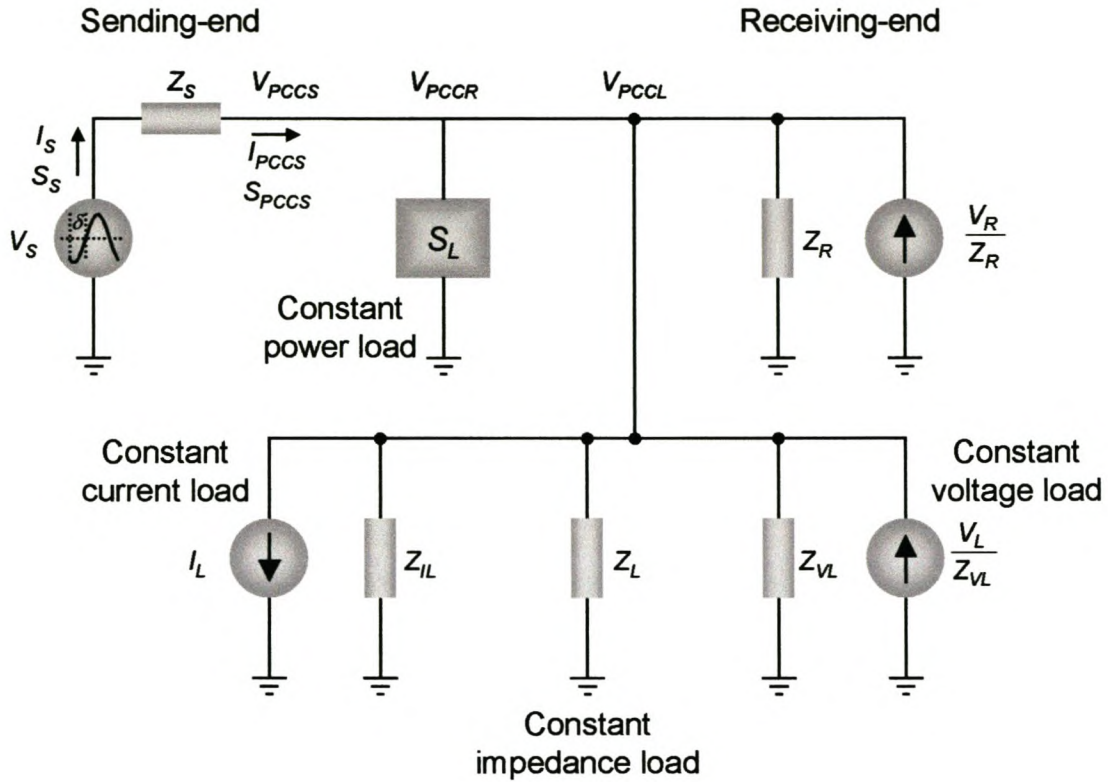 Sending-end
Receiving-end
Z_S
V_PCCS
V_PCCR
V_PCCL
I_S
S_S
I_PCCS
S_PCCS
V_S
δ
S_L
Z_R
V_R
Z_R
Constant
power load
Constant
current load
Constant
voltage load
I_L
Z_IL
Z_L
Z_VL
V_L
Z_VL
Constant
impedance load